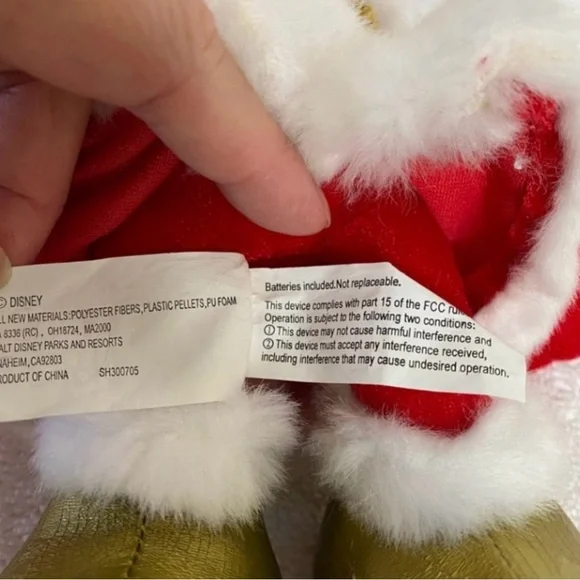 © DISNEY
LL NEW MATERIALS:POLYESTER FIBERS,PLASTIC PELLETS,PU FOAM
8336 (RC) , OH18724, MA2000
ALT DISNEY PARKS AND RESORTS
NAHEIM,CA92803
RODUCT OF CHINA SH300705
Batteries included.Not replaceable.
This device complies with part 15 of the FCC ru
Operation is subject to the following two conditions:
① This device may not cause harmful interference and
② This device must accept any interference received,
including interference that may cause undesired operation.